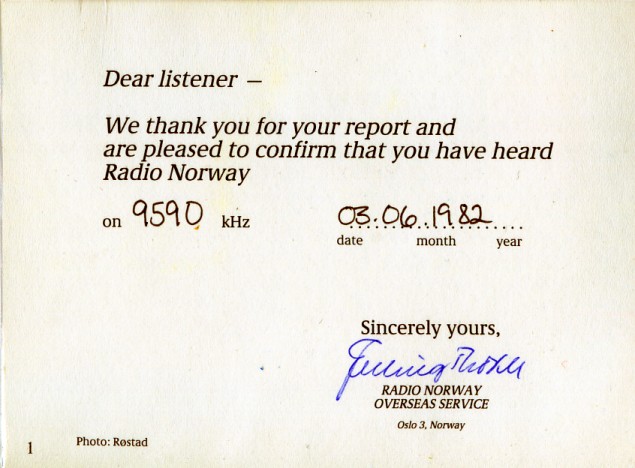 Dear listener —
We thank you for your report and
are pleased to confirm that you have heard
Radio Norway
on 9590 kHz 03.06.1982
date month year
Sincerely yours,
RADIO NORWAY
OVERSEAS SERVICE
Oslo 3, Norway
1 Photo: Røstad